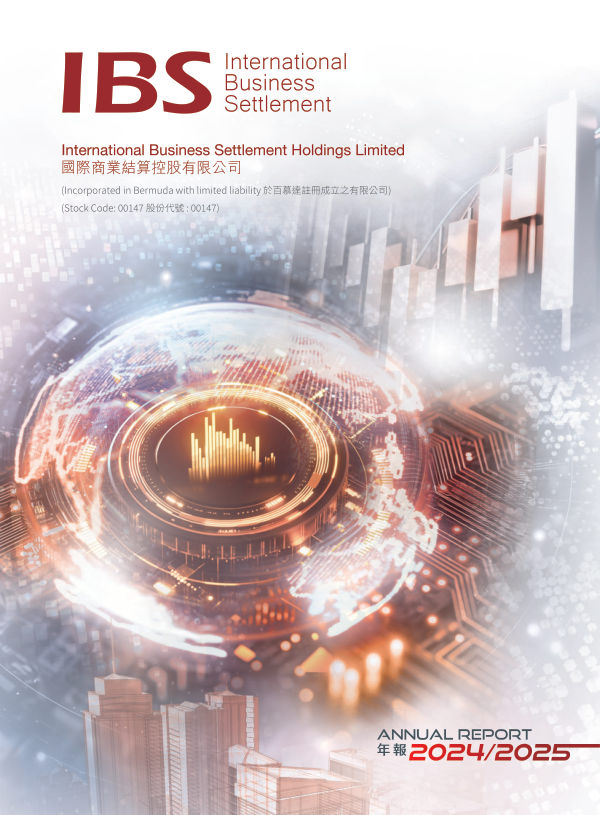 IBS
International
Business
Settlement
International Business Settlement Holdings Limited
國際商業結算控股有限公司
(Incorporated in Bermuda with limited liability 於百慕達註冊成立之有限公司)
(Stock Code: 00147 股份代號 : 00147)
ANNUAL REPORT
年報 2024/2025